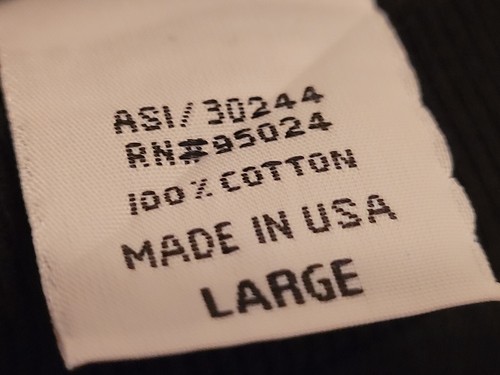 ASI/30244
RN#95024
100% COTTON
MADE IN USA
LARGE